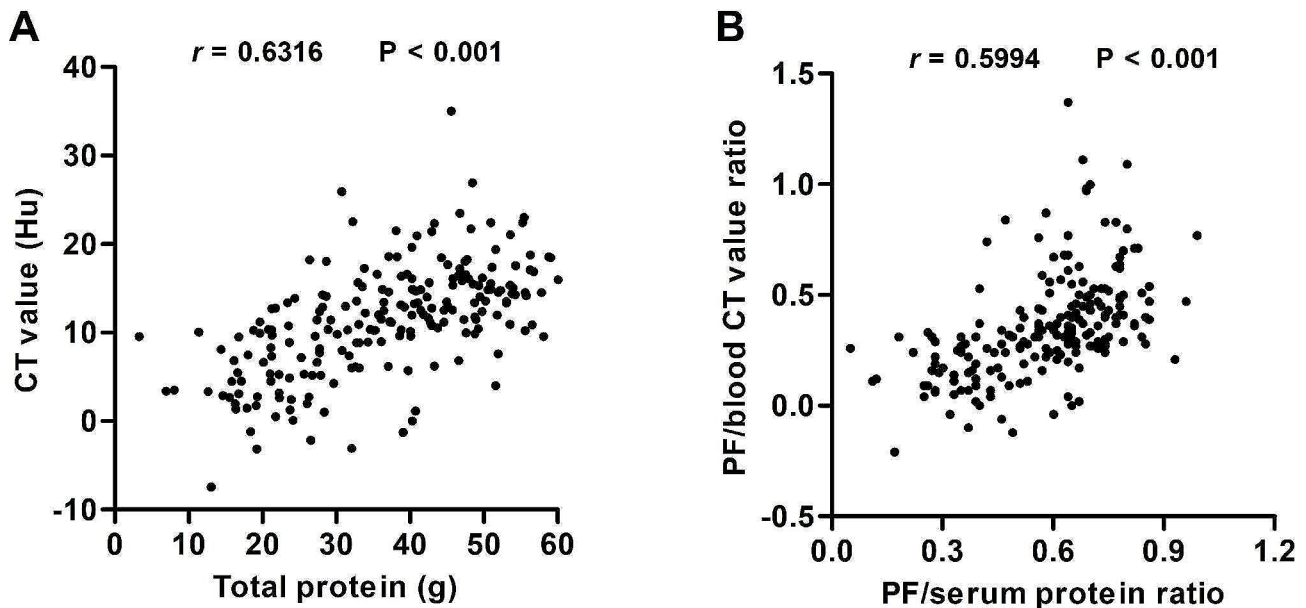 A
r = 0.6316 P < 0.001
40
30
20
10
0
-10
CT value (Hu)
0 10 20 30 40 50 60
Total protein (g)
B
r = 0.5994 P < 0.001
1.5
1.0
0.5
0.0
-0.5
PF/blood CT value ratio
0.0 0.3 0.6 0.9 1.2
PF/serum protein ratio